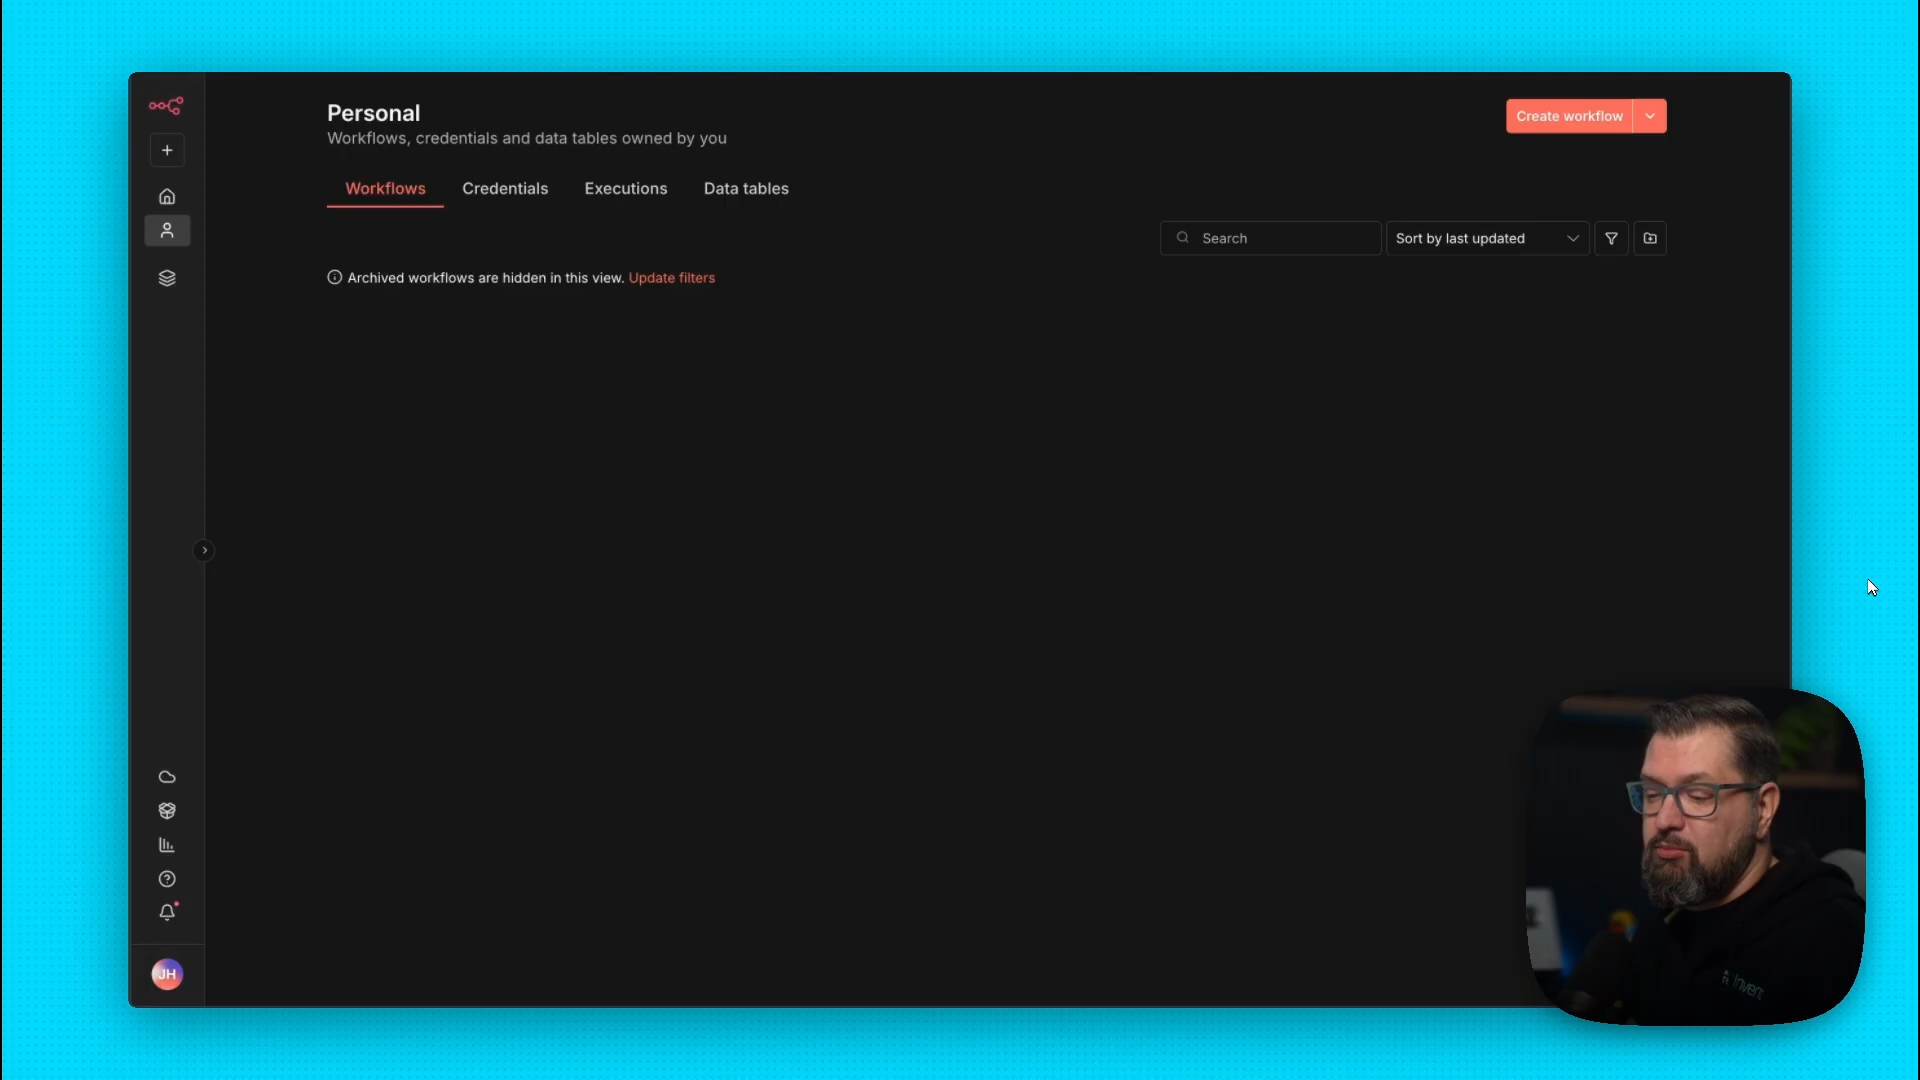 Personal
Workflows, credentials and data tables owned by you
Create workflow
Workflows
Credentials
Executions
Data tables
Search
Sort by last updated
Archived workflows are hidden in this view. Update filters
JH
Invent